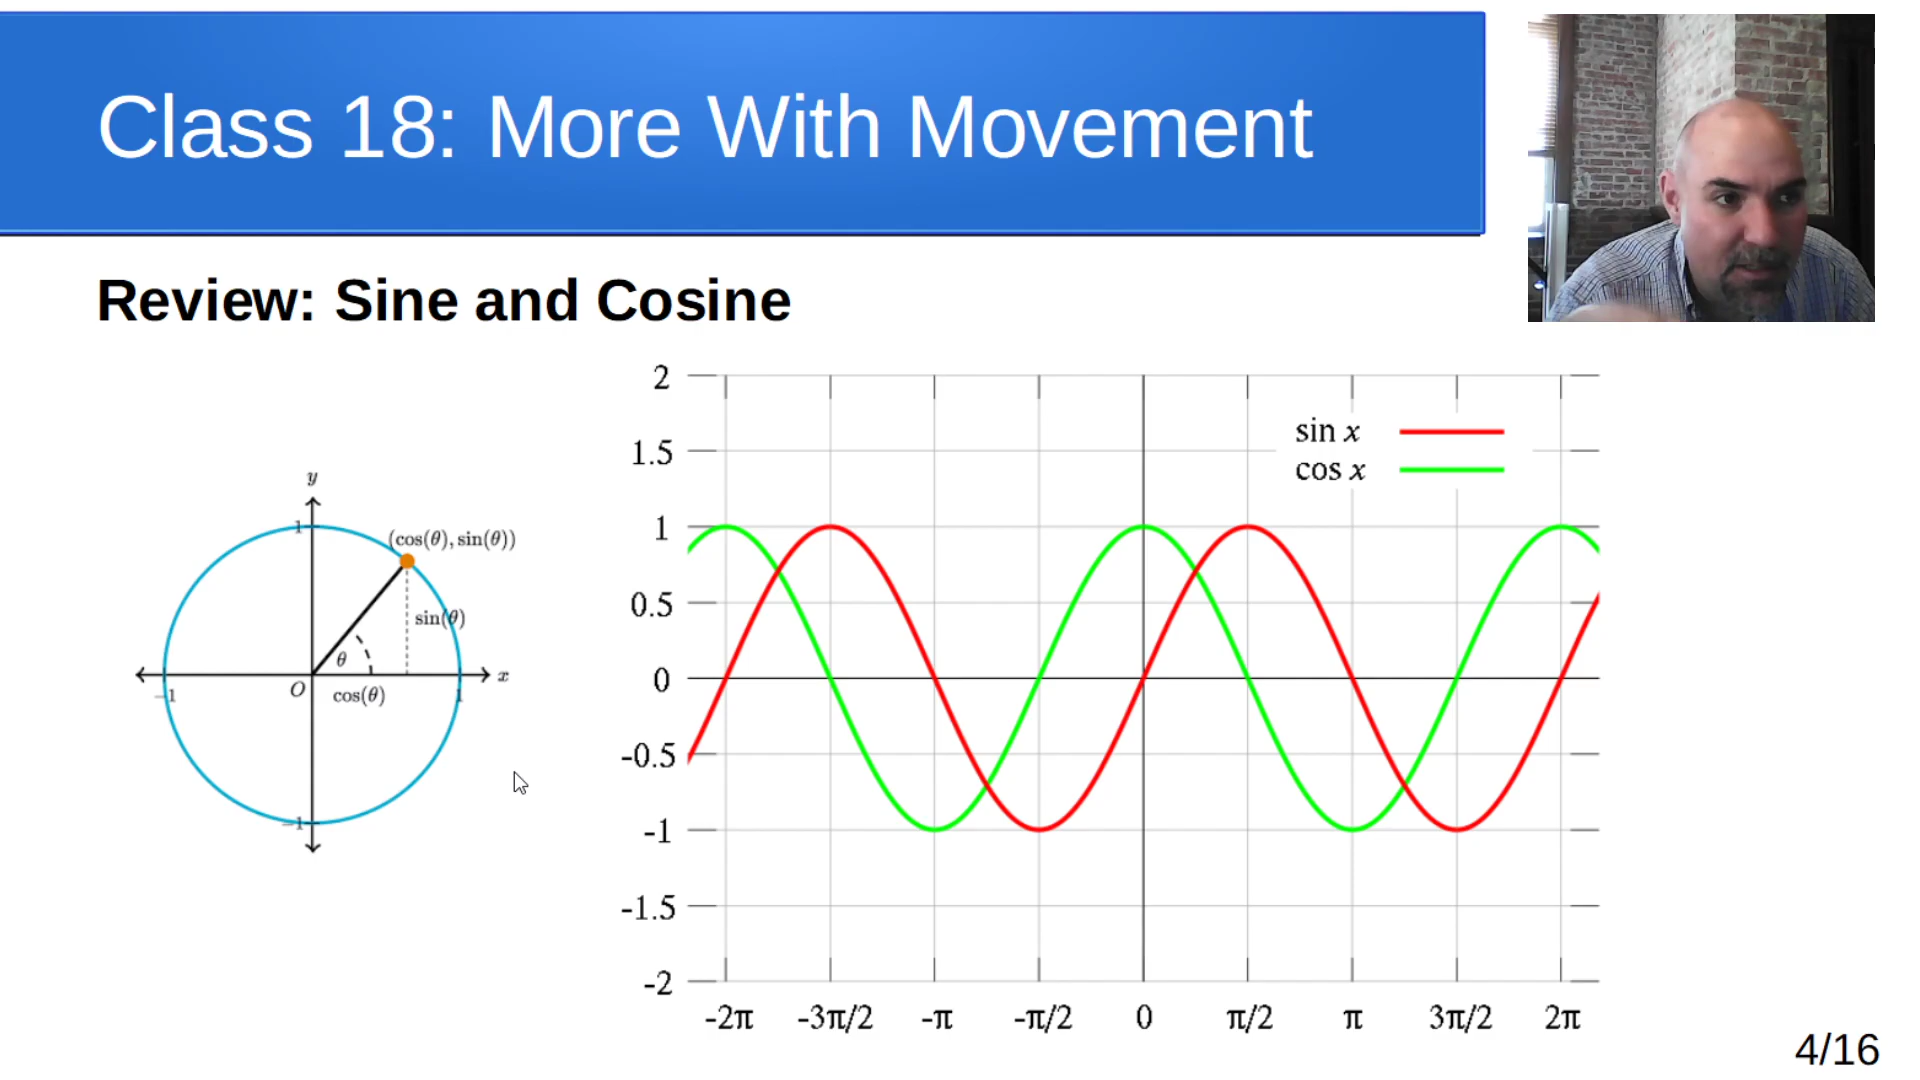 Class 18: More With Movement
Review: Sine and Cosine
y
1
(cos(θ), sin(θ))
sin(θ)
θ
x
-1
O
cos(θ)
1
-1
2
1.5
1
0.5
0
-0.5
-1
-1.5
-2
sin x
cos x
-2π -3π/2 -π -π/2 0 π/2 π 3π/2 2π
4/16